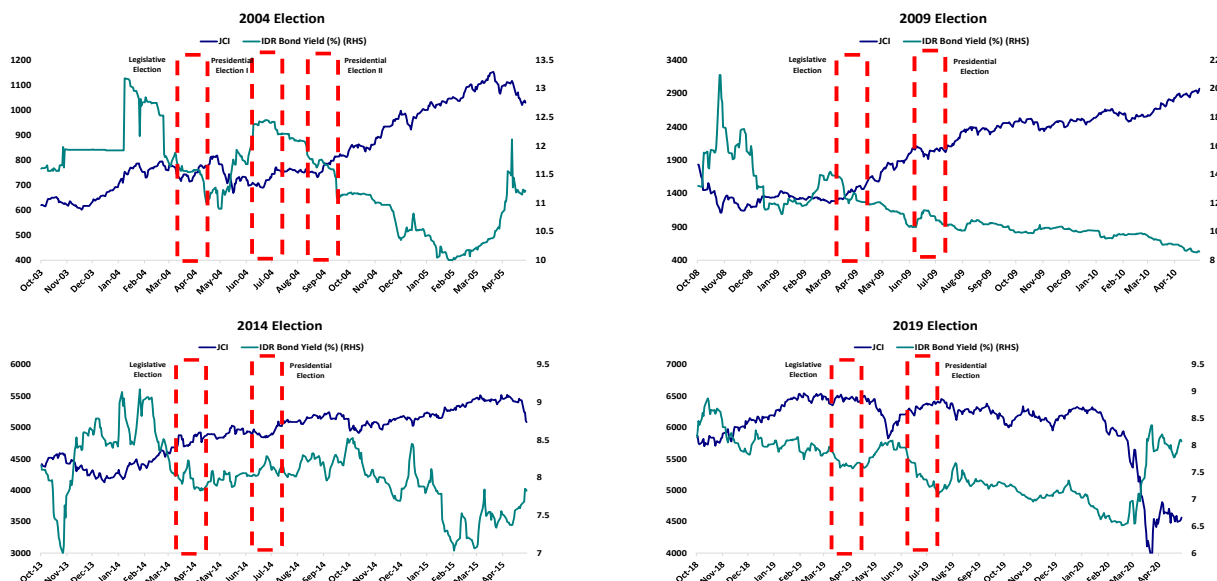 2004 Election
JCI IDR Bond Yield (%) (RHS)
Legislative Election
Presidential Election I
Presidential Election II
1200
1100
1000
900
800
700
600
500
400
13.5
13
12.5
12
11.5
11
10.5
10
Oct-03 Nov-03 Dec-03 Jan-04 Feb-04 Mar-04 Apr-04 May-04 Jun-04 Jul-04 Aug-04 Sep-04 Oct-04 Nov-04 Dec-04 Jan-05 Feb-05 Mar-05 Apr-05
2009 Election
JCI IDR Bond Yield (%) (RHS)
Legislative Election
Presidential Election
3400
2900
2400
1900
1400
900
400
22
20
18
16
14
12
10
8
Oct-08 Nov-08 Dec-08 Jan-09 Feb-09 Mar-09 Apr-09 May-09 Jun-09 Jul-09 Aug-09 Sep-09 Oct-09 Nov-09 Dec-09 Jan-10 Feb-10 Mar-10 Apr-10
2014 Election
JCI IDR Bond Yield (%) (RHS)
Legislative Election
Presidential Election
6000
5500
5000
4500
4000
3500
3000
9.5
9
8.5
8
7.5
7
Oct-13 Nov-13 Dec-13 Jan-14 Feb-14 Mar-14 Apr-14 May-14 Jun-14 Jul-14 Aug-14 Sep-14 Oct-14 Nov-14 Dec-14 Jan-15 Feb-15 Mar-15 Apr-15
2019 Election
JCI IDR Bond Yield (%) (RHS)
Legislative Election
Presidential Election
7000
6500
6000
5500
5000
4500
4000
9.5
9
8.5
8
7.5
7
6.5
6
Oct-18 Nov-18 Dec-18 Jan-19 Feb-19 Mar-19 Apr-19 May-19 Jun-19 Jul-19 Aug-19 Sep-19 Oct-19 Nov-19 Dec-19 Jan-20 Feb-20 Mar-20 Apr-20